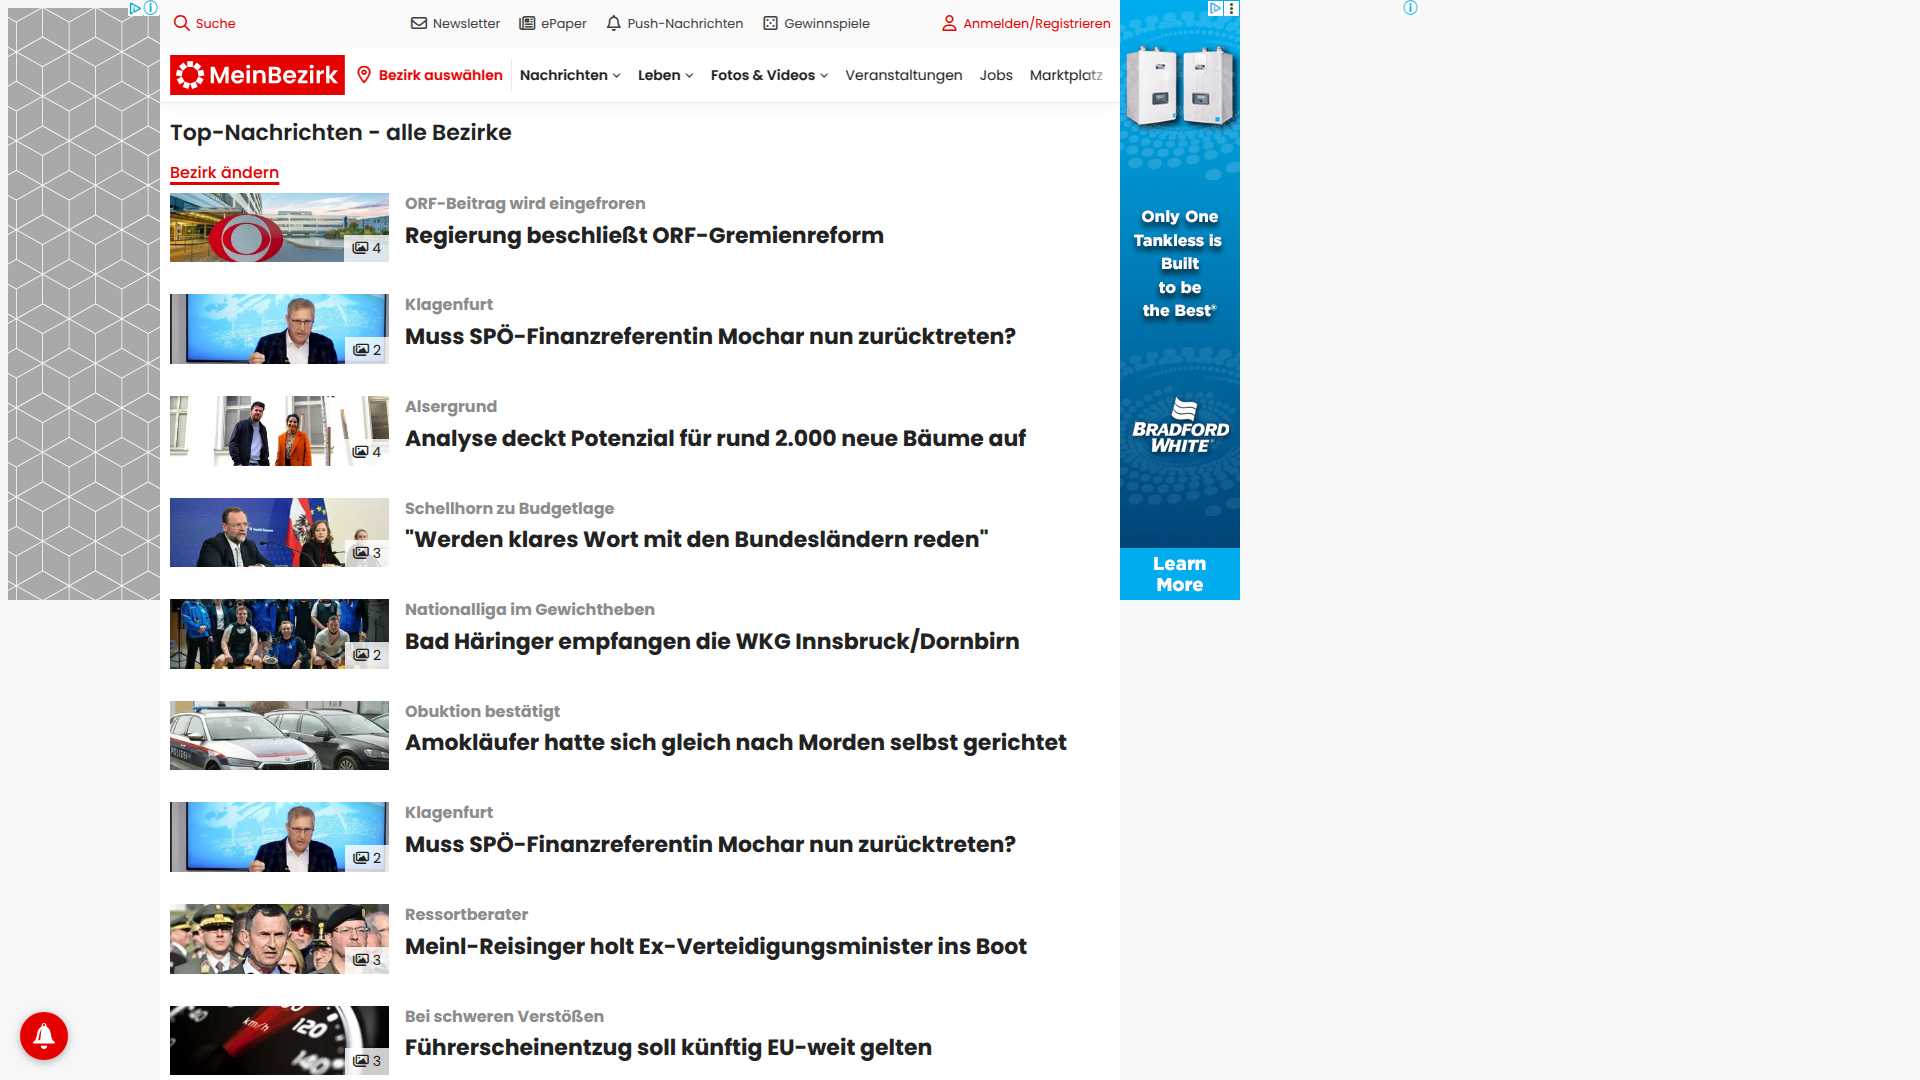 Suche
Newsletter
ePaper
Push-Nachrichten
Gewinnspiele
Anmelden/Registrieren
MeinBezirk
Bezirk auswählen
Nachrichten
Leben
Fotos & Videos
Veranstaltungen
Jobs
Marktplatz
Top-Nachrichten - alle Bezirke
Bezirk ändern
4
ORF-Beitrag wird eingefroren
Regierung beschließt ORF-Gremienreform
2
Klagenfurt
Muss SPÖ-Finanzreferentin Mochar nun zurücktreten?
4
Alsergrund
Analyse deckt Potenzial für rund 2.000 neue Bäume auf
3
Schellhorn zu Budgetlage
"Werden klares Wort mit den Bundesländern reden"
2
Nationalliga im Gewichtheben
Bad Häringer empfangen die WKG Innsbruck/Dornbirn
Obuktion bestätigt
Amokläufer hatte sich gleich nach Morden selbst gerichtet
2
Klagenfurt
Muss SPÖ-Finanzreferentin Mochar nun zurücktreten?
3
Ressortberater
Meinl-Reisinger holt Ex-Verteidigungsminister ins Boot
km/h
120
140
3
Bei schweren Verstößen
Führerscheinentzug soll künftig EU-weit gelten
Only One
Tankless is
Built
to be
the Best®
BRADFORD
WHITE
Learn
More